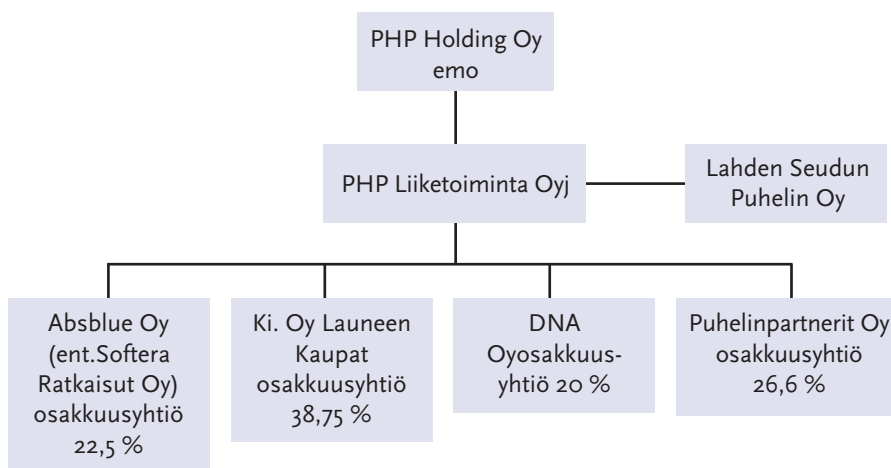 PHP Holding Oy
emo
PHP Liiketoiminta Oyj
Lahden Seudun
Puhelin Oy
Absblue Oy
(ent.Softera
Ratkaisut Oy)
osakkuusyhtiö
22,5 %
Ki. Oy Launeen
Kaupat
osakkuusyhtiö
38,75 %
DNA
Oyosakkuus-
yhtiö 20 %
Puhelinpartnerit Oy
osakkuusyhtiö
26,6 %